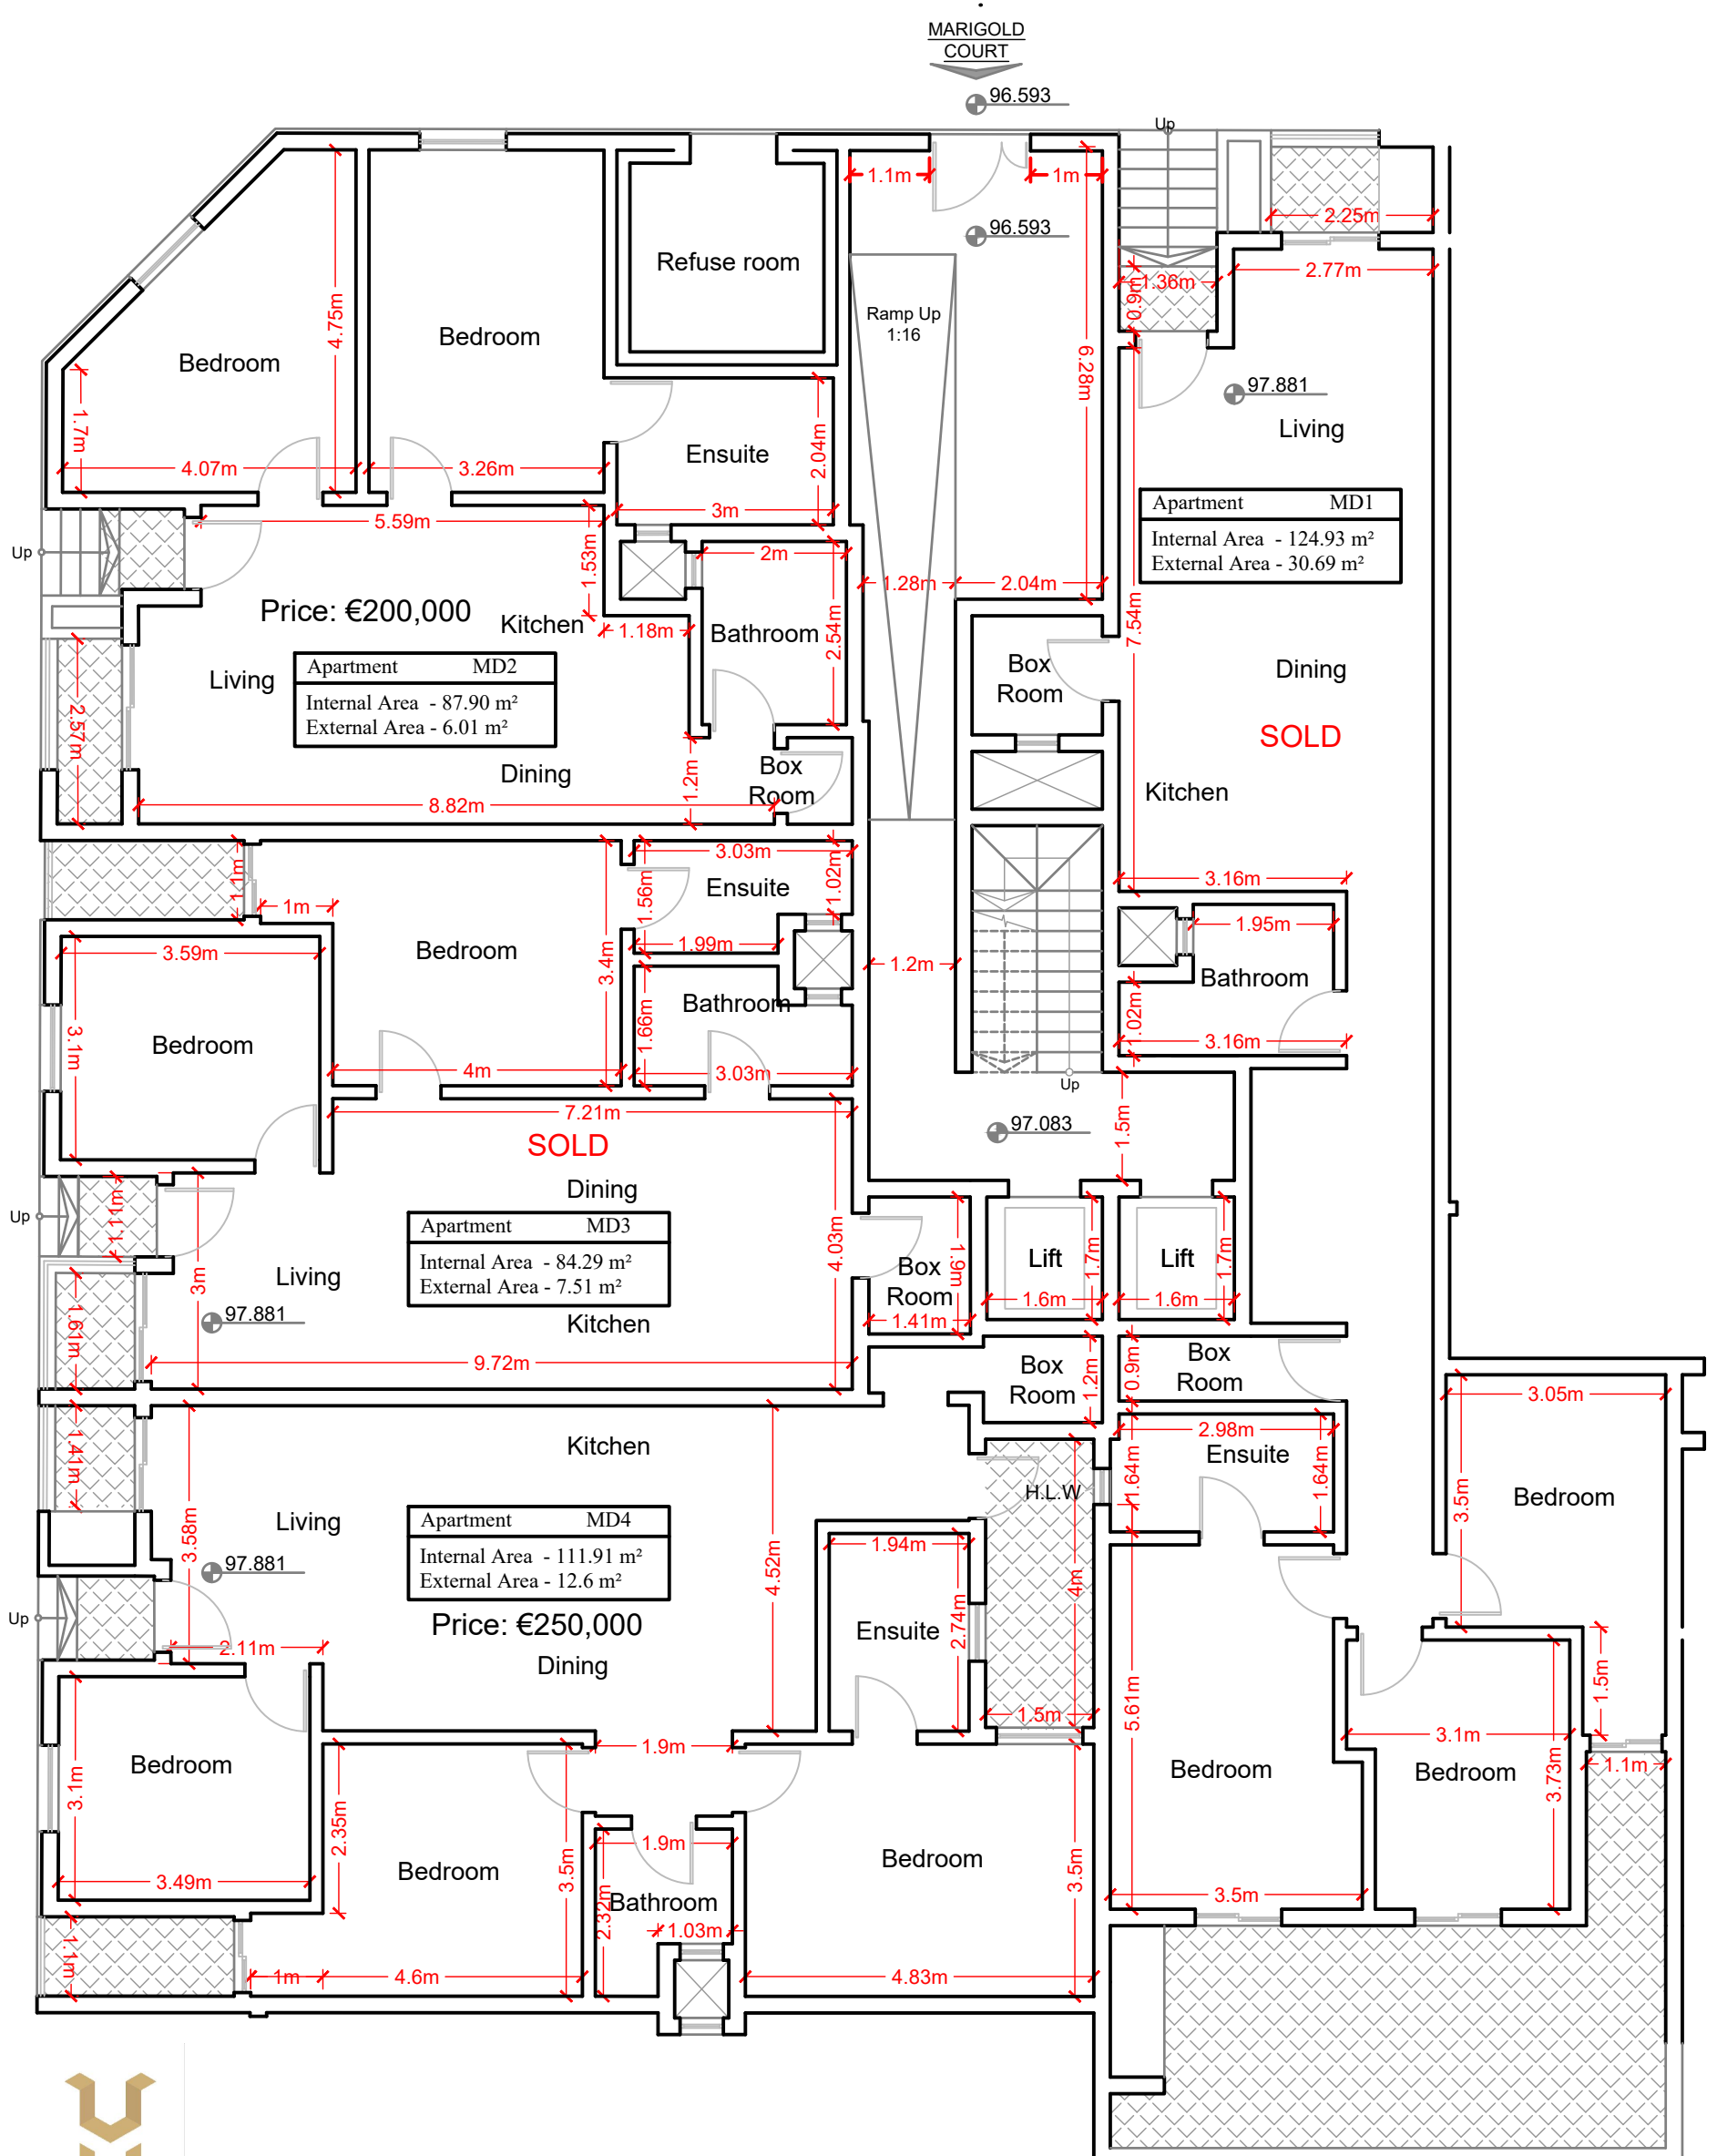 MARIGOLD
COURT
96.593
Up
1.1m
1m
96.593
2.25m
2.77m
1.36m
0.9m
Refuse room
Ramp Up
1:16
Bedroom
4.75m
Bedroom
6.28m
97.881
Living
1.7m
4.07m
3.26m
Ensuite
2.04m
3m
5.59m
Up
1.53m
2m
1.28m
2.04m
Apartment MD1
Internal Area - 124.93 m²
External Area - 30.69 m²
7.54m
Price: €200,000
Kitchen
1.18m
Bathroom
2.54m
Box
Room
Dining
Living
Apartment MD2
Internal Area - 87.90 m²
External Area - 6.01 m²
2.57m
SOLD
Dining
1.2m
Box
Room
8.82m
Kitchen
3.03m
1.1m
1.56m
Ensuite
1.02m
3.16m
1m
1.99m
1.95m
3.59m
Bedroom
3.4m
1.2m
Bathroom
Bathroom
1.66m
1.02m
3.1m
Bedroom
4m
3.03m
3.16m
Up
7.21m
SOLD
97.083
1.5m
Dining
1.11m
Up
Apartment MD3
Internal Area - 84.29 m²
External Area - 7.51 m²
4.03m
1.9m
Lift
1.7m
Lift
1.7m
Living
3m
Box
Room
1.6m
1.6m
97.881
Kitchen
1.41m
1.61m
9.72m
Box
Room
1.2m
0.9m
Box
Room
3.05m
1.41m
Kitchen
2.98m
Ensuite
1.64m
1.64m
H.L.W
3.5m
Bedroom
Living
3.58m
Apartment MD4
Internal Area - 111.91 m²
External Area - 12.6 m²
97.881
4.52m
1.94m
4m
Up
Price: €250,000
Ensuite
2.74m
2.11m
Dining
1.5m
5.61m
1.5m
1.9m
3.1m
Bedroom
3.1m
Bedroom
Bedroom
3.73m
1.1m
2.35m
1.9m
Bedroom
3.5m
Bedroom
3.5m
3.49m
Bathroom
2.32m
1.03m
3.5m
1.1m
1m
4.6m
4.83m